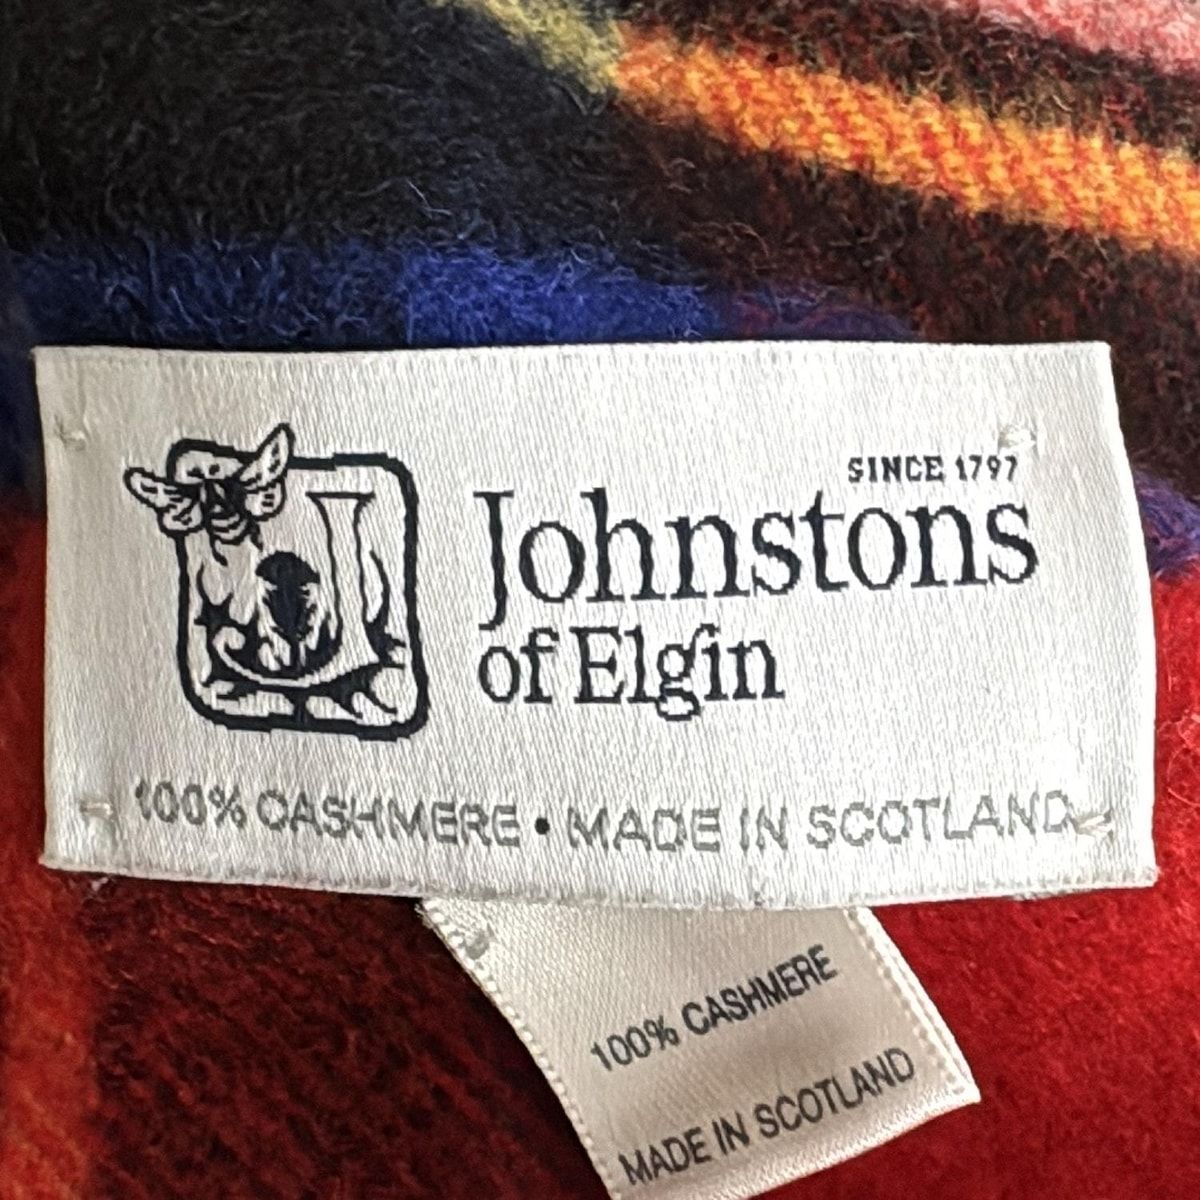 SINCE 1797
Johnstons
of Elgin
100% CASHMERE • MADE IN SCOTLAND
100% CASHMERE
MADE IN SCOTLAND